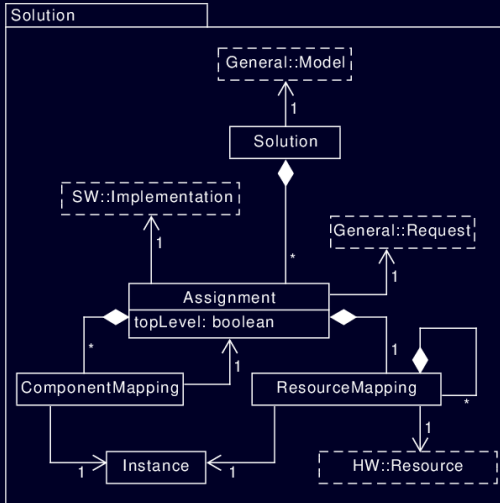 Solution
General::Model
1
Solution
SW::Implementation
1
*
General::Request
1
Assignment
topLevel: boolean
*
1
1
ComponentMapping
ResourceMapping
*
1
1
1
Instance
HW::Resource